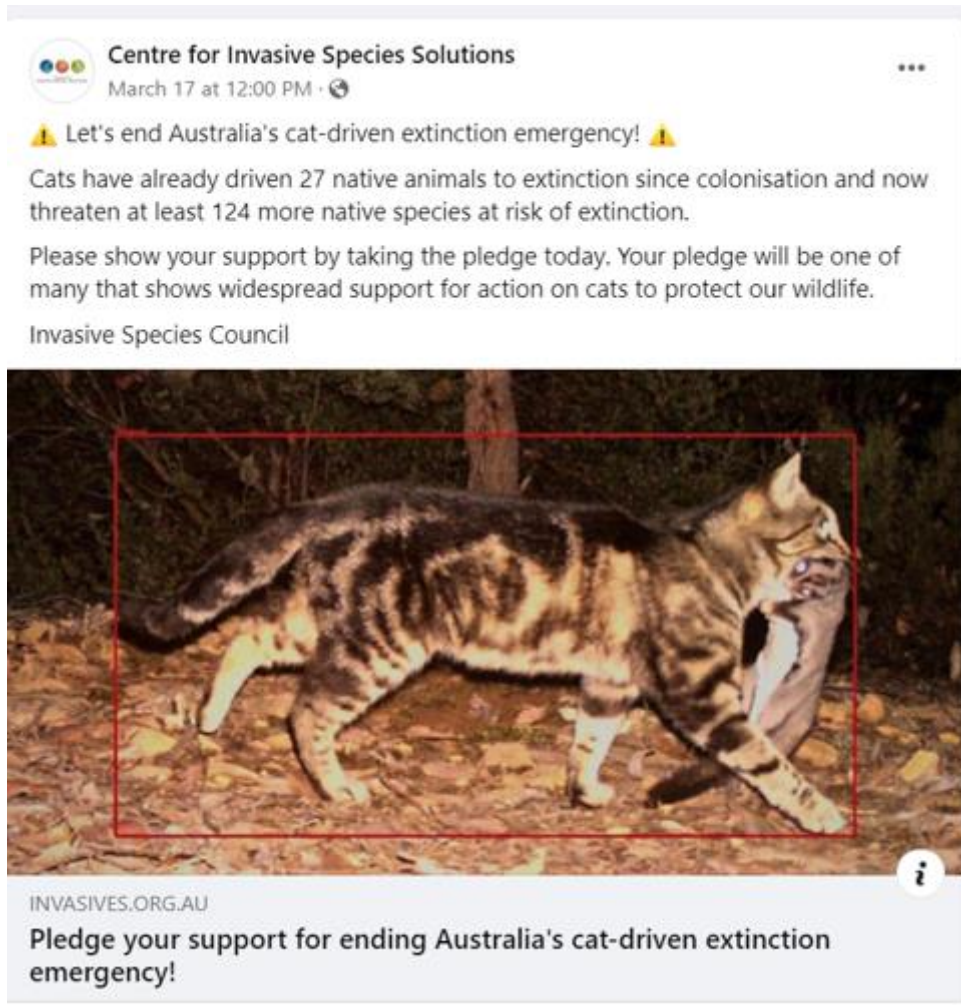 Centre for Invasive Species Solutions
March 17 at 12:00 PM ·
⚠️ Let's end Australia's cat-driven extinction emergency! ⚠️
Cats have already driven 27 native animals to extinction since colonisation and now
threaten at least 124 more native species at risk of extinction.
Please show your support by taking the pledge today. Your pledge will be one of
many that shows widespread support for action on cats to protect our wildlife.
Invasive Species Council
INVASIVES.ORG.AU
Pledge your support for ending Australia's cat-driven extinction
emergency!